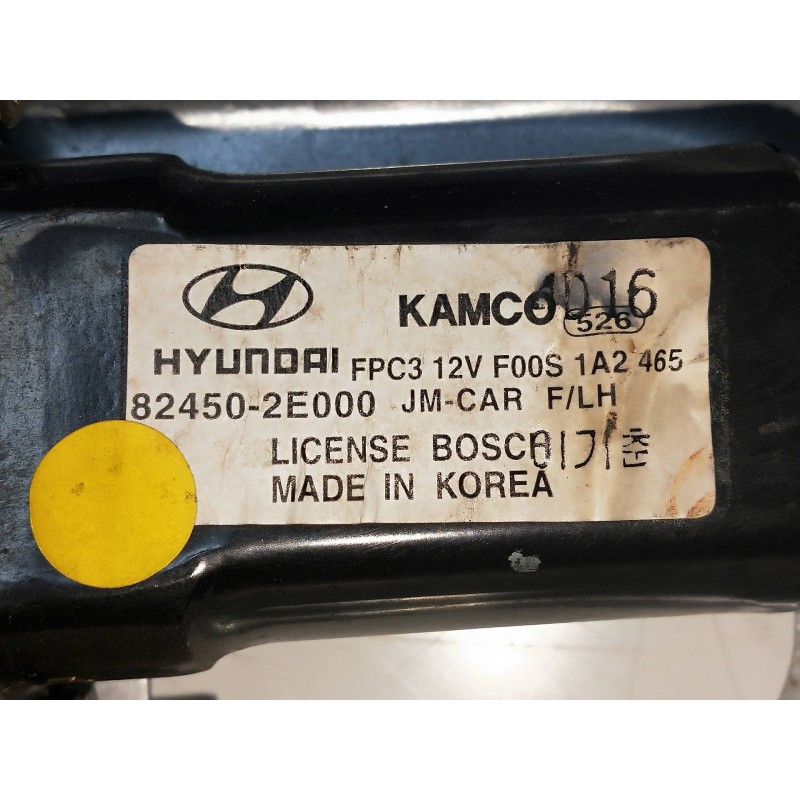 KAMCO 4016
526
HYUNDAI FPC3 12V F00S 1A2 465
82450-2E000 JM-CAR F/LH
LICENSE BOSCH 이기춘
MADE IN KOREA